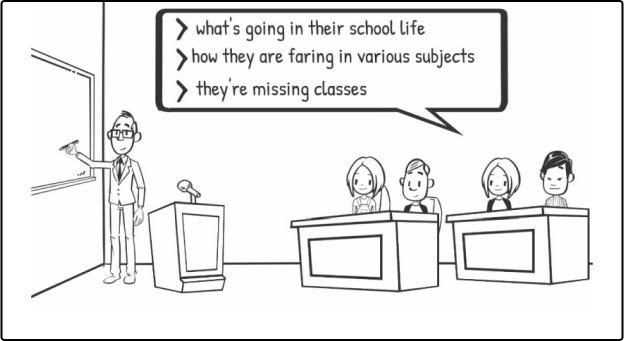 what's going in their school life
how they are faring in various subjects
they're missing classes